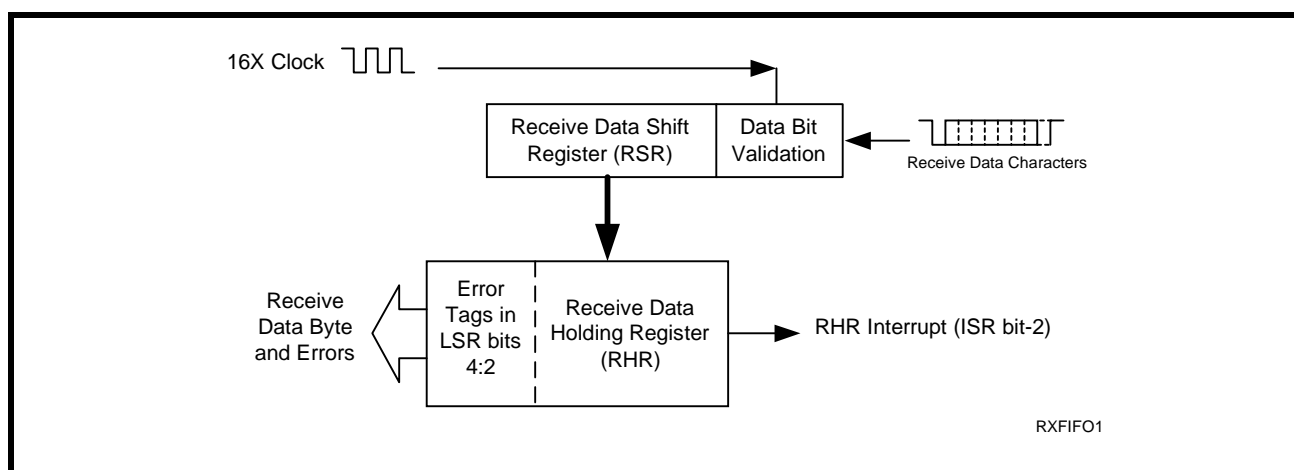 16X Clock
Receive Data Shift
Register (RSR)
Data Bit
Validation
Receive Data Characters
Receive
Data Byte
and Errors
Error
Tags in
LSR bits
4:2
Receive Data
Holding Register
(RHR)
RHR Interrupt (ISR bit-2)
RXFIFO1